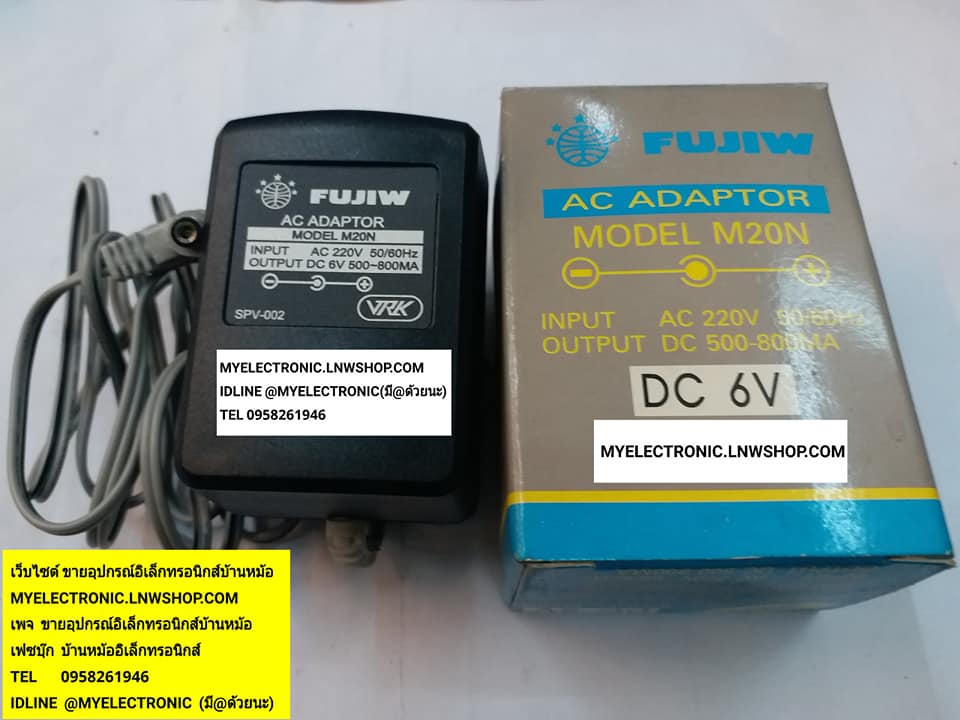 FUJIW
AC ADAPTOR
MODEL M20N
INPUT AC 220V 50/60Hz
OUTPUT DC 6V 500~800MA
SPV-002
VRK
MYELECTRONIC.LNWSHOP.COM
IDLINE @MYELECTRONIC(มี@ด้วยนะ)
TEL 0958261946
FUJIW
AC ADAPTOR
MODEL M20N
INPUT AC 220V 50/60Hz
OUTPUT DC 500-800MA
DC 6V
MYELECTRONIC.LNWSHOP.COM
เว็บไซต์ ขายอุปกรณ์อิเล็กทรอนิกส์บ้านหม้อ
MYELECTRONIC.LNWSHOP.COM
เพจ ขายอุปกรณ์อิเล็กทรอนิกส์บ้านหม้อ
เฟซบุ๊ก บ้านหม้ออิเล็กทรอนิกส์
TEL 0958261946
IDLINE @MYELECTRONIC (มี@ด้วยนะ)